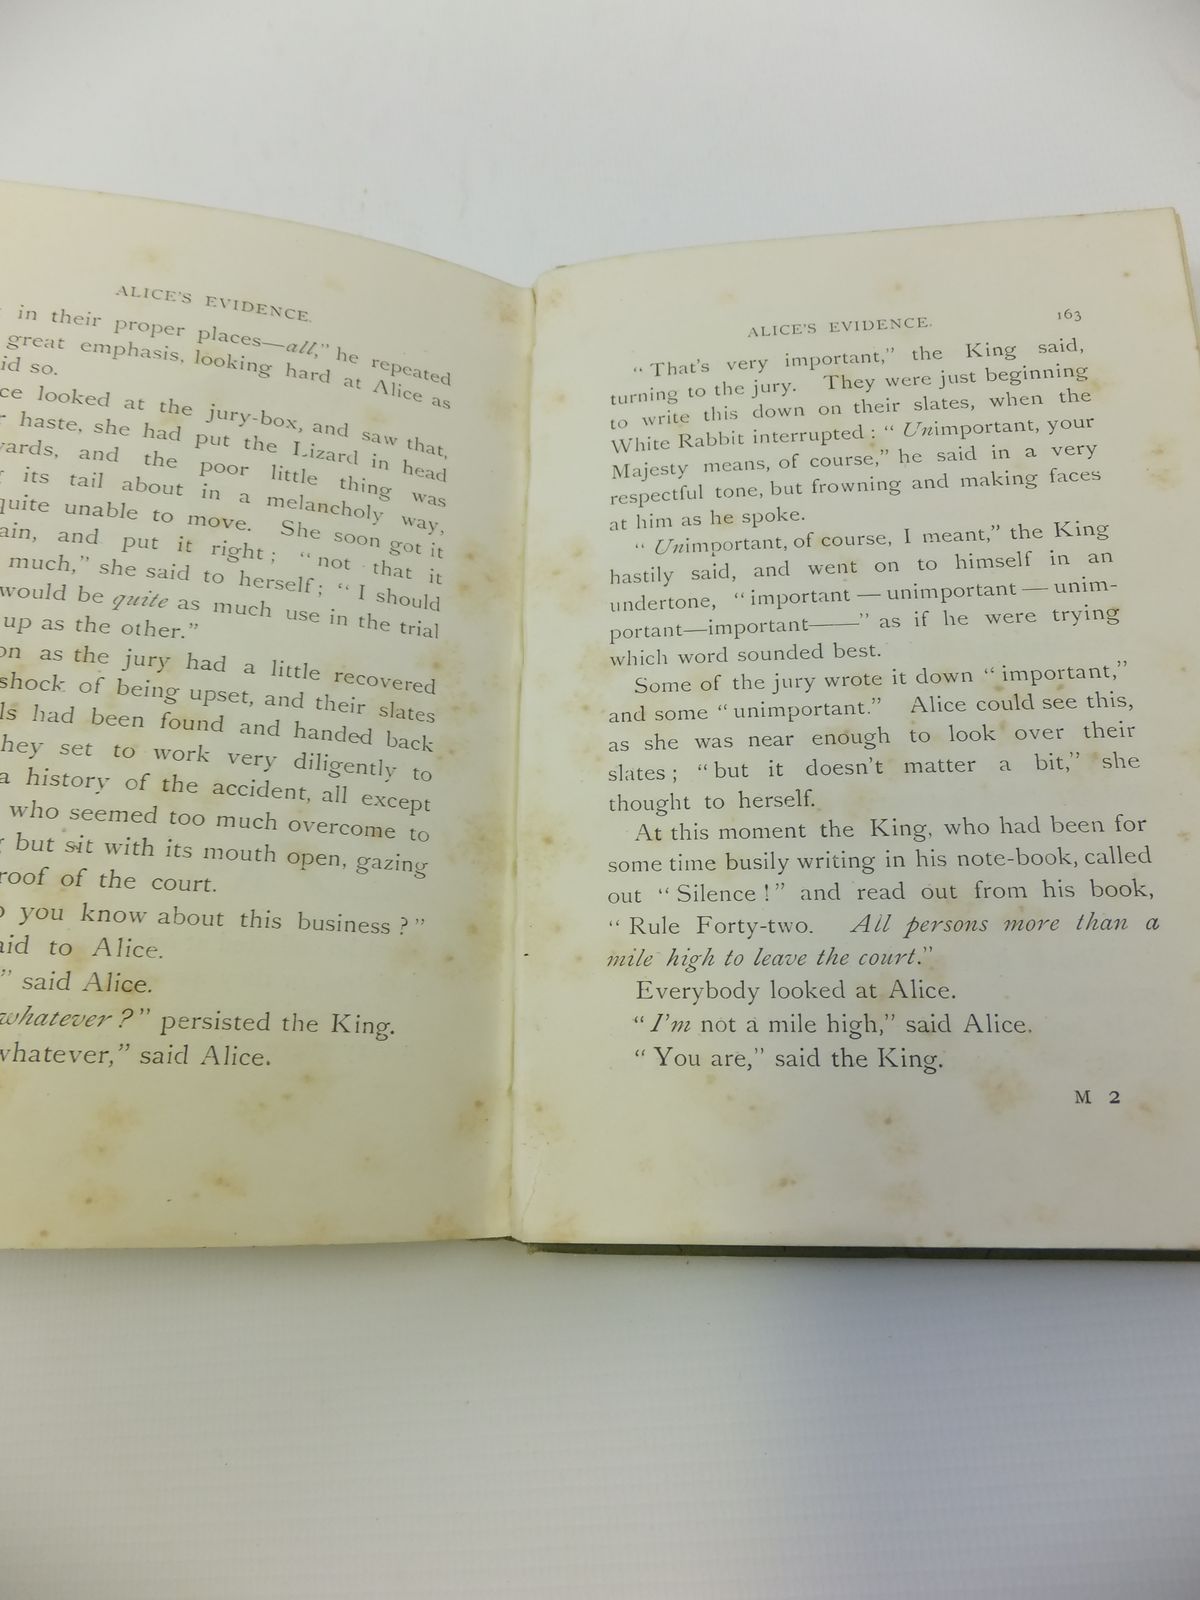 ALICE'S EVIDENCE.
in their proper places—all," he repeated
great emphasis, looking hard at Alice as
id so.
ce looked at the jury-box, and saw that,
r haste, she had put the Lizard in head
wards, and the poor little thing was
its tail about in a melancholy way,
quite unable to move. She soon got it
ain, and put it right; "not that it
much," she said to herself; "I should
would be quite as much use in the trial
up as the other."
on as the jury had a little recovered
shock of being upset, and their slates
ls had been found and handed back
hey set to work very diligently to
a history of the accident, all except
who seemed too much overcome to
but sit with its mouth open, gazing
roof of the court.
you know about this business?"
aid to Alice.
" said Alice.
whatever?" persisted the King.
whatever," said Alice.
ALICE'S EVIDENCE. 163
"That's very important," the King said,
turning to the jury. They were just beginning
to write this down on their slates, when the
White Rabbit interrupted: "Unimportant, your
Majesty means, of course," he said in a very
respectful tone, but frowning and making faces
at him as he spoke.
"Unimportant, of course, I meant," the King
hastily said, and went on to himself in an
undertone, "important — unimportant — unim-
portant—important——" as if he were trying
which word sounded best.
Some of the jury wrote it down "important,"
and some "unimportant." Alice could see this,
as she was near enough to look over their
slates; "but it doesn't matter a bit," she
thought to herself.
At this moment the King, who had been for
some time busily writing in his note-book, called
out "Silence!" and read out from his book,
"Rule Forty-two. All persons more than a
mile high to leave the court."
Everybody looked at Alice.
"I'm not a mile high," said Alice.
"You are," said the King.
M 2